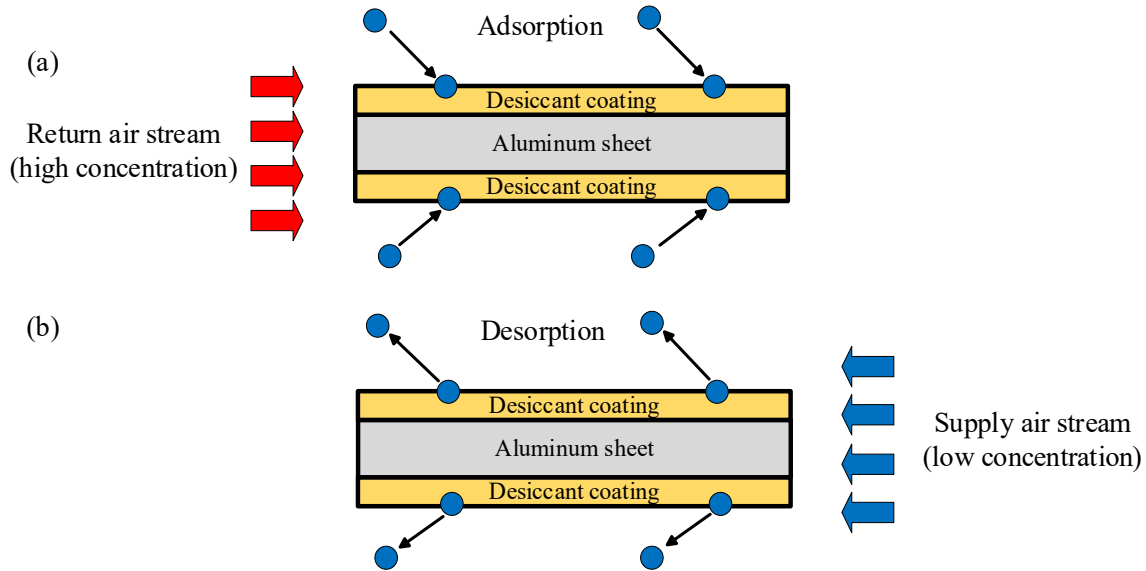 (a)
Adsorption
Return air stream
(high concentration)
Desiccant coating
Aluminum sheet
Desiccant coating
(b)
Desorption
Desiccant coating
Aluminum sheet
Desiccant coating
Supply air stream
(low concentration)